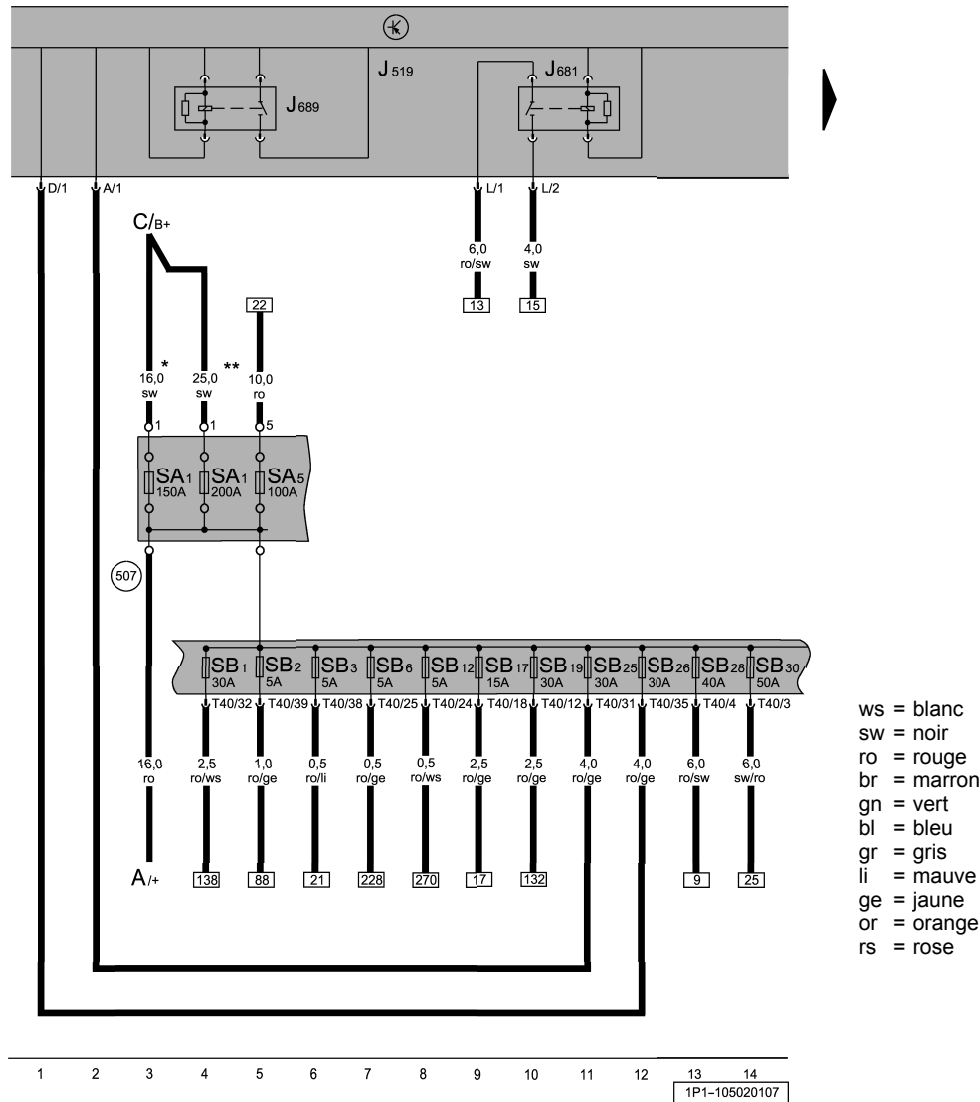 J 519
J 681
J689
D/1 A/1 L/1 L/2
C/B+
6,0 4,0
ro/sw sw
22 13 15
* **
16,0 25,0 10,0
sw sw ro
1 1 5
SA1 SA1 SA5
150A 200A 100A
507
SB1 SB2 SB3 SB6 SB12 SB17 SB19 SB25 SB26 SB28 SB30
30A 5A 5A 5A 5A 15A 30A 30A 30A 40A 50A
T40/32 T40/39 T40/38 T40/25 T40/24 T40/18 T40/12 T40/31 T40/35 T40/4 T40/3
16,0 2,5 1,0 0,5 0,5 0,5 2,5 2,5 4,0 4,0 6,0 6,0
ro ro/ws ro/ge ro/li ro/ge ro/ws ro/ge ro/ge ro/ge ro/ge ro/sw sw/ro
A/+ 138 88 21 228 270 17 132 9 25
ws = blanc
sw = noir
ro = rouge
br = marron
gn = vert
bl = bleu
gr = gris
li = mauve
ge = jaune
or = orange
rs = rose
1 2 3 4 5 6 7 8 9 10 11 12 13 14
1P1-105020107